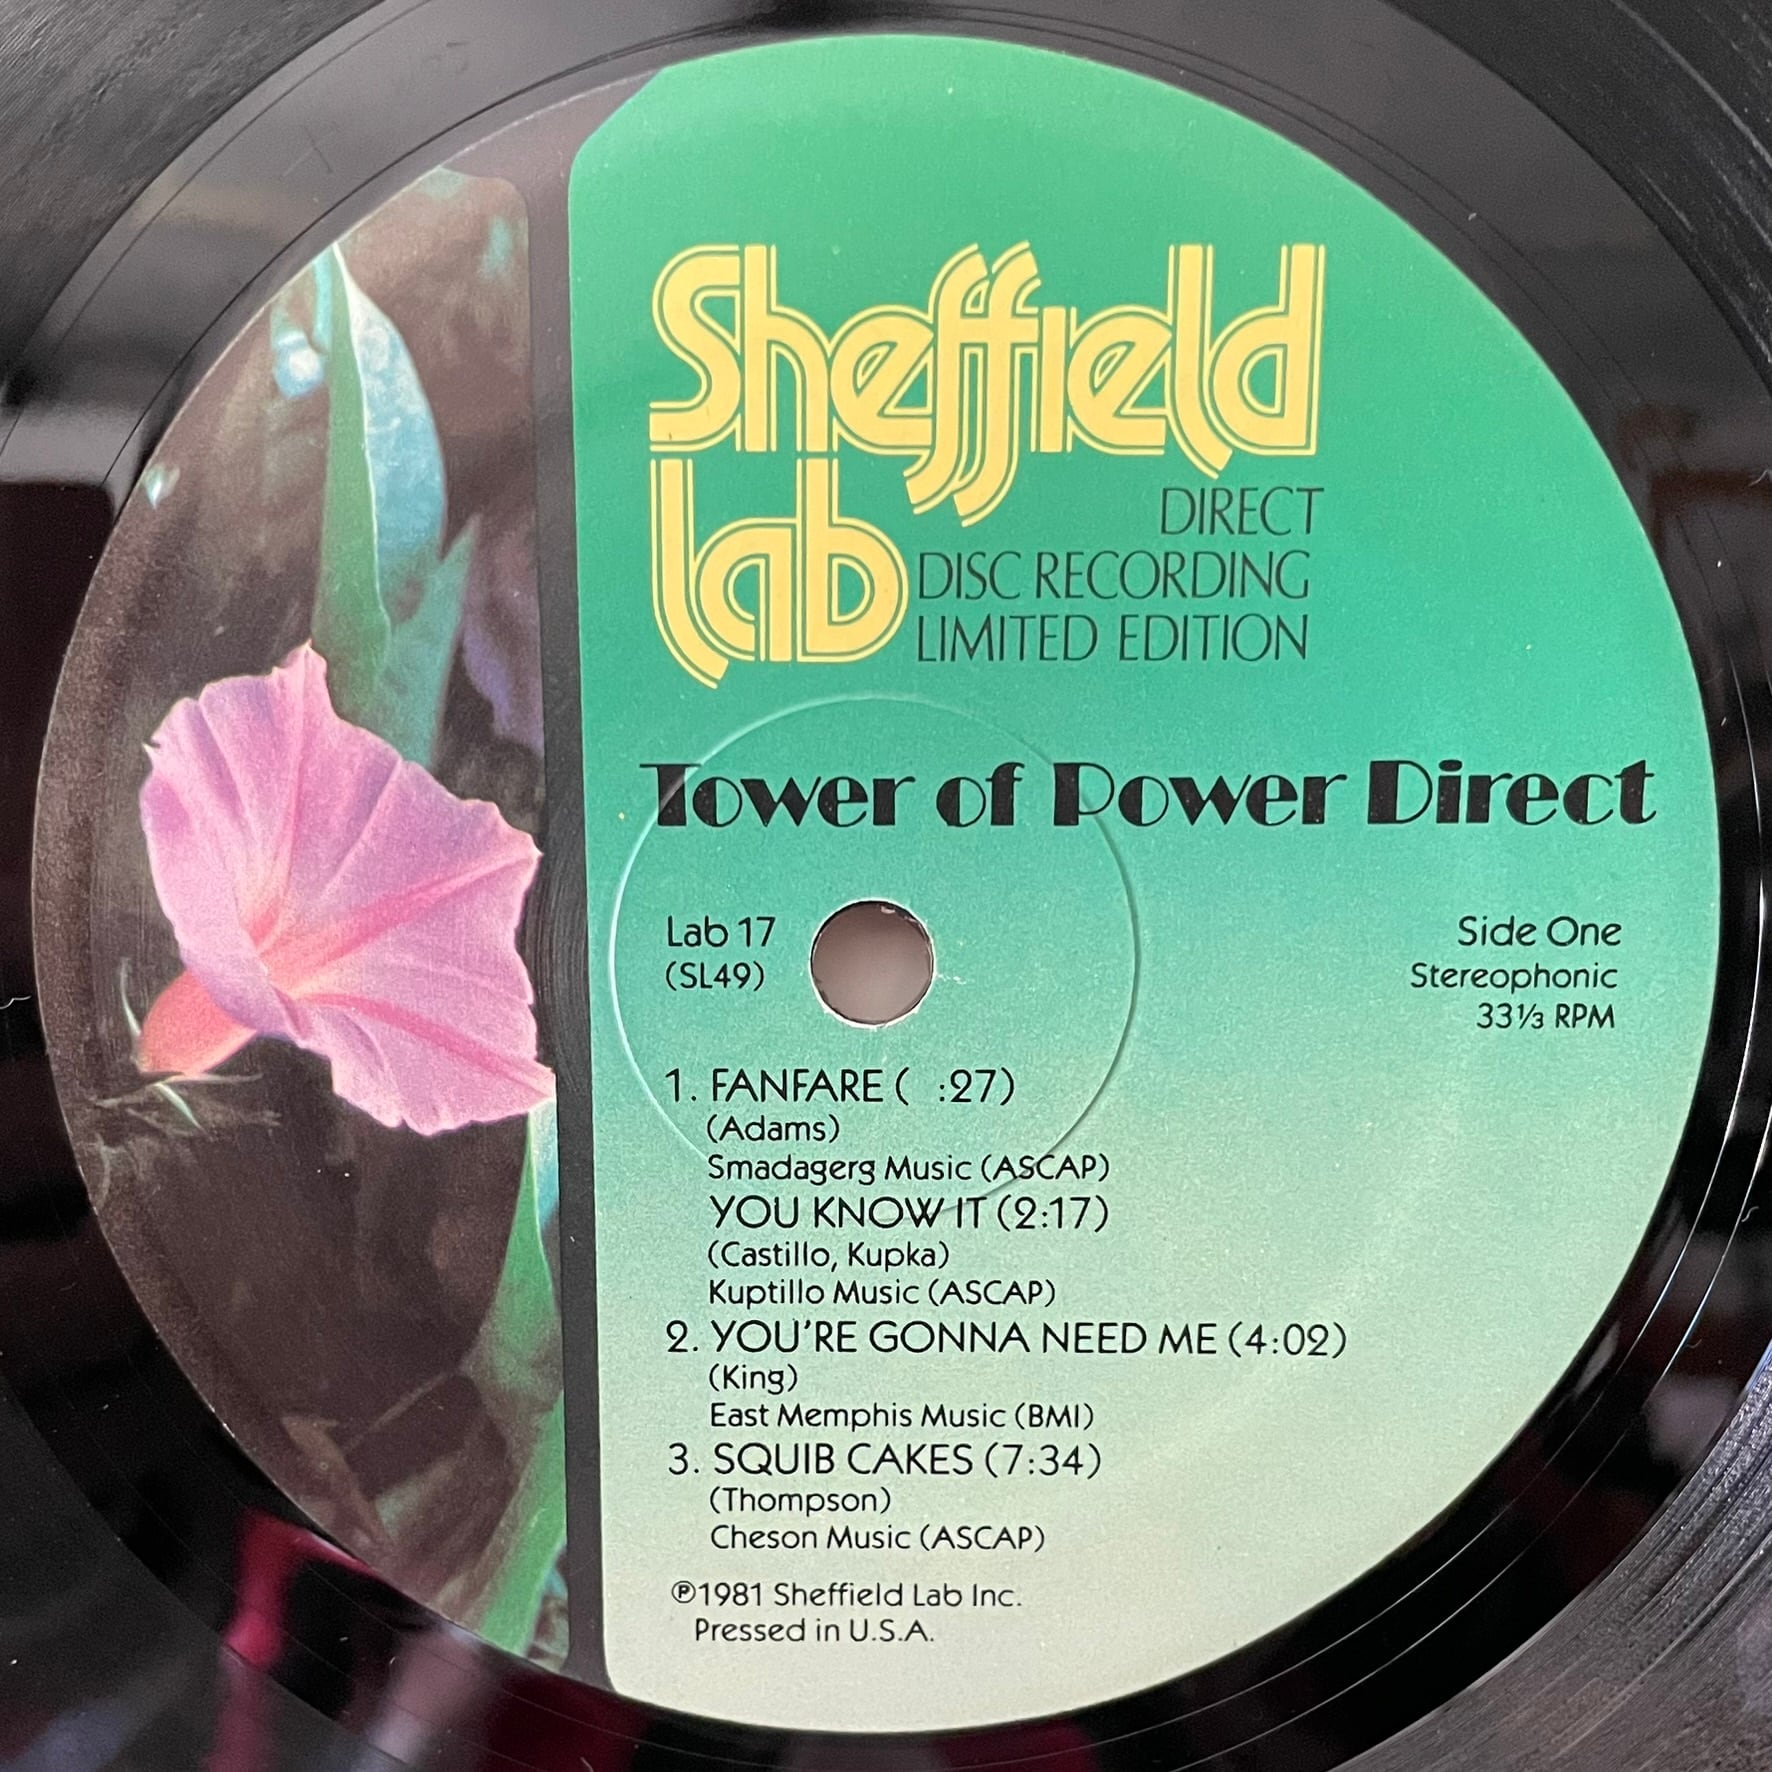 Sheffield
lab
DIRECT
DISC RECORDING
LIMITED EDITION
Tower of Power Direct
Lab 17
(SL49)
Side One
Stereophonic
33⅓ RPM
1. FANFARE ( :27)
(Adams)
Smadagerg Music (ASCAP)
YOU KNOW IT (2:17)
(Castillo, Kupka)
Kuptillo Music (ASCAP)
2. YOU'RE GONNA NEED ME (4:02)
(King)
East Memphis Music (BMI)
3. SQUIB CAKES (7:34)
(Thompson)
Cheson Music (ASCAP)
℗1981 Sheffield Lab Inc.
Pressed in U.S.A.